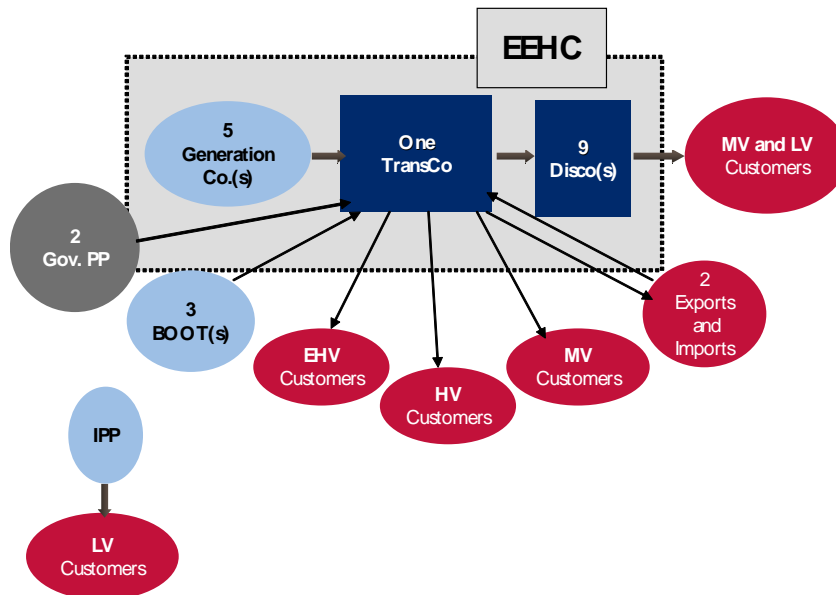 EEHC
5
Generation
Co.(s)
One
TransCo
9
Disco(s)
MV and LV
Customers
2
Gov. PP
3
BOOT(s)
EHV
Customers
HV
Customers
MV
Customers
2
Exports
and
Imports
IPP
LV
Customers